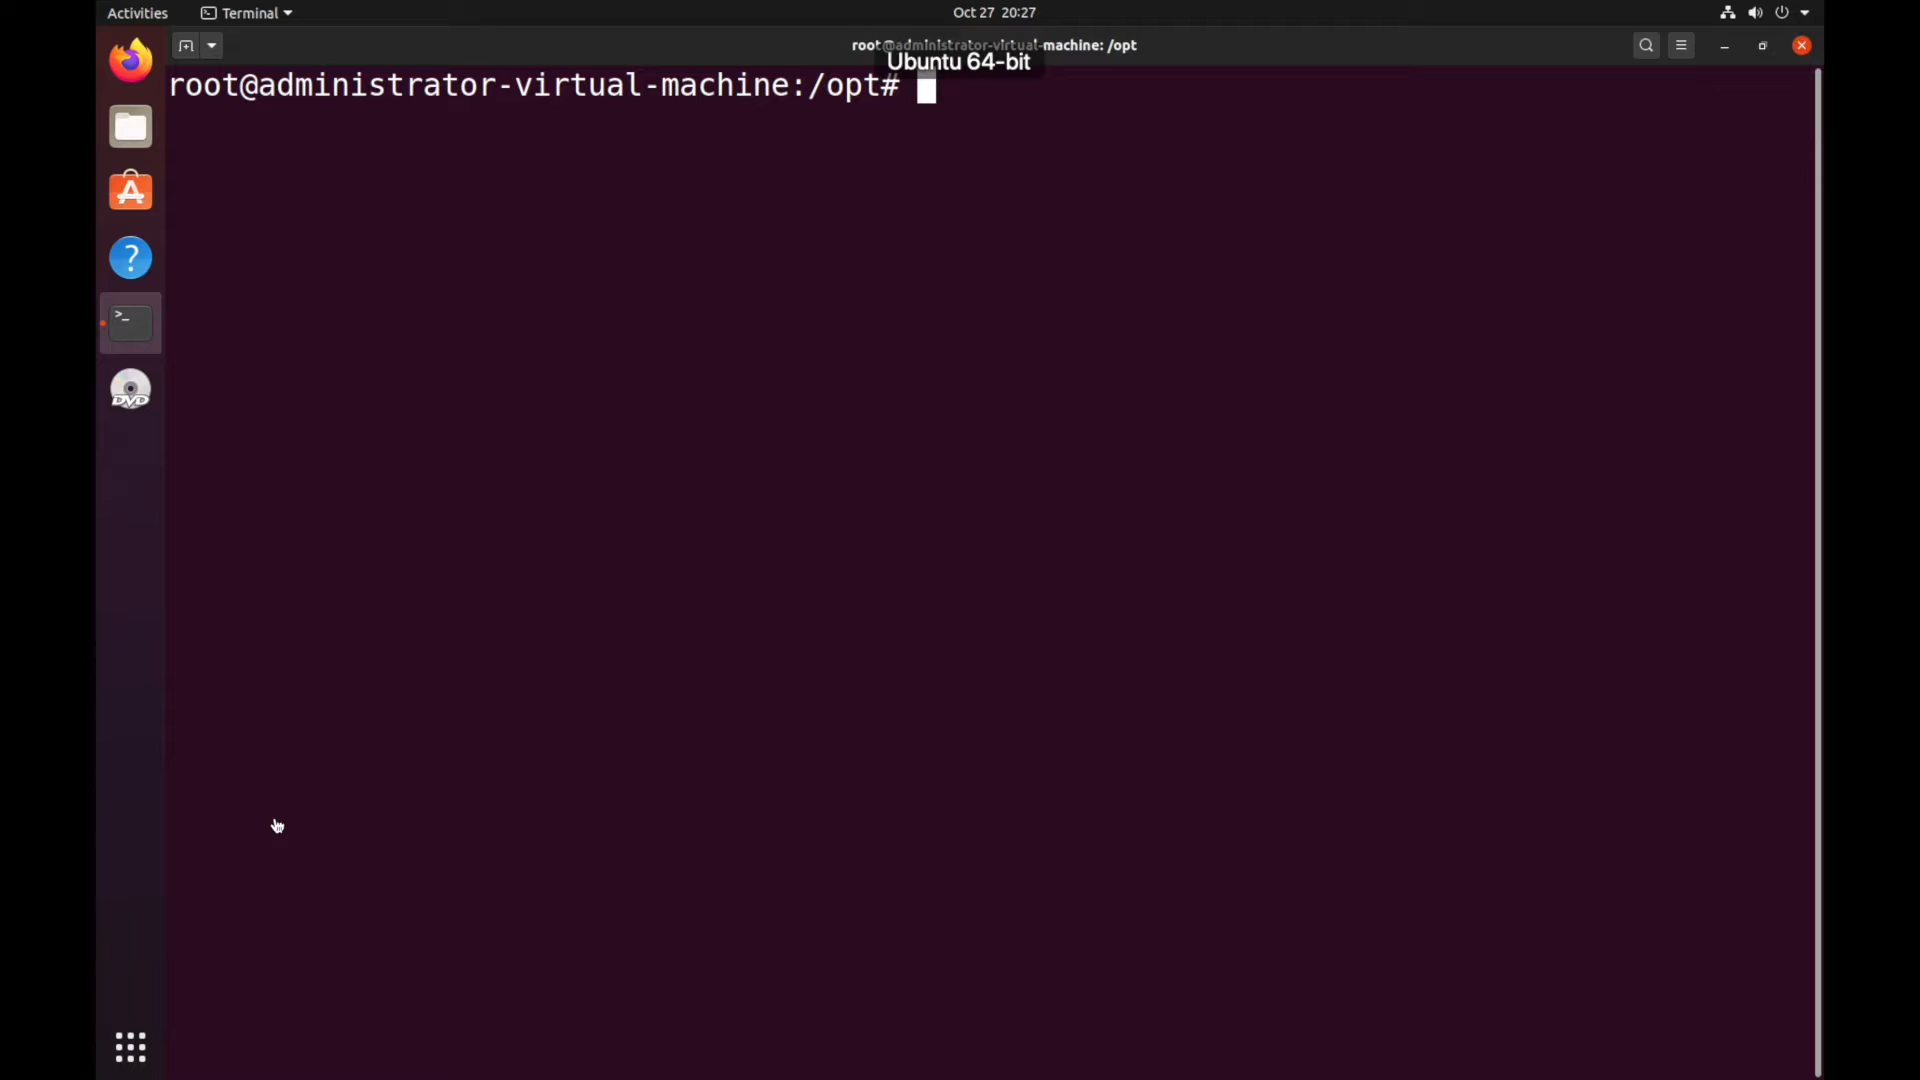 Activities Terminal Oct 27 20:27
root@administrator-virtual-machine: /opt
Ubuntu 64-bit
root@administrator-virtual-machine:/opt#
?
>_
DVD